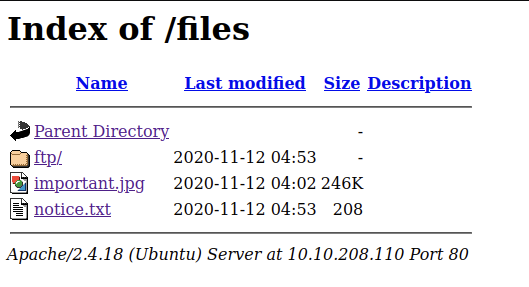 Index of /files
Name Last modified Size Description
Parent Directory -
ftp/ 2020-11-12 04:53 -
important.jpg 2020-11-12 04:02 246K
notice.txt 2020-11-12 04:53 208
Apache/2.4.18 (Ubuntu) Server at 10.10.208.110 Port 80